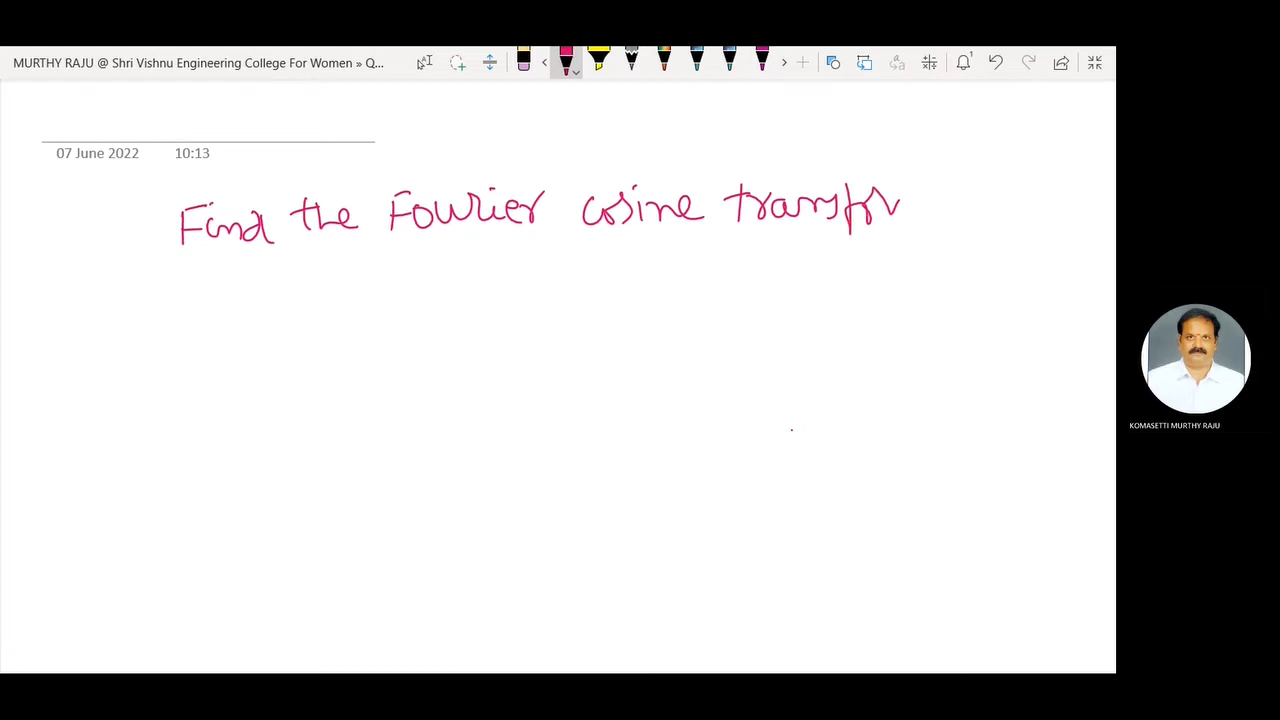 MURTHY RAJU @ Shri Vishnu Engineering College For Women » Q...
07 June 2022 10:13
Find the Fourier cosine transfor
KOMASETTI MURTHY RAJU